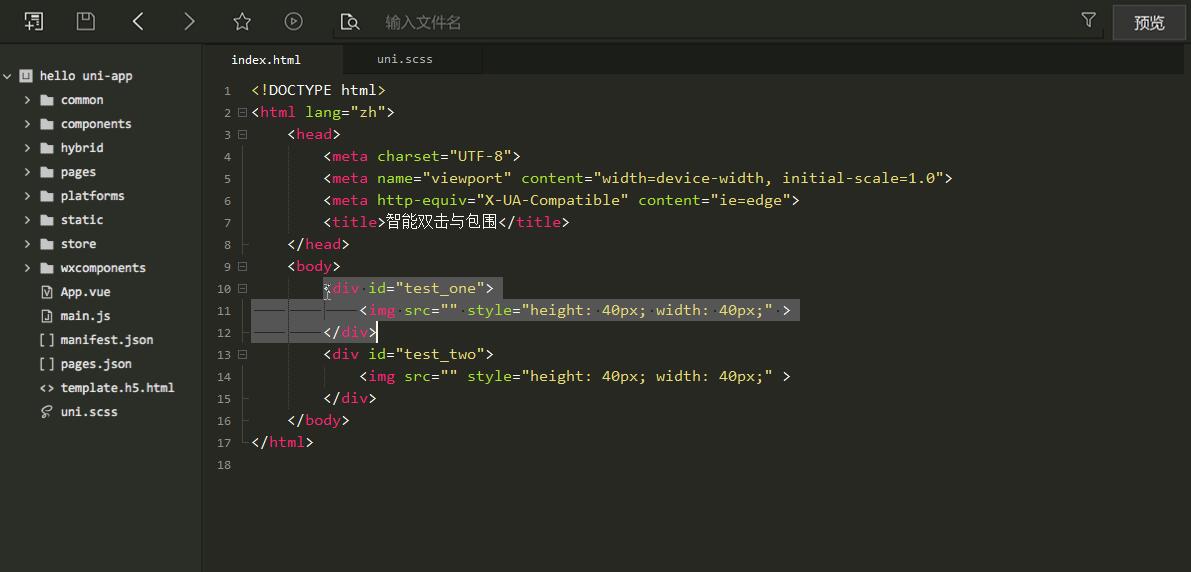 输入文件名
预览
hello uni-app
common
components
hybrid
pages
platforms
static
store
wxcomponents
App.vue
main.js
manifest.json
pages.json
template.h5.html
uni.scss
index.html
uni.scss
1 <!DOCTYPE html>
2 <html lang="zh">
3 <head>
4 <meta charset="UTF-8">
5 <meta name="viewport" content="width=device-width, initial-scale=1.0">
6 <meta http-equiv="X-UA-Compatible" content="ie=edge">
7 <title>智能双击与包围</title>
8 </head>
9 <body>
10 <div id="test_one">
11 <img src="" style="height: 40px; width: 40px;" >
12 </div>
13 <div id="test_two">
14 <img src="" style="height: 40px; width: 40px;" >
15 </div>
16 </body>
17 </html>
18